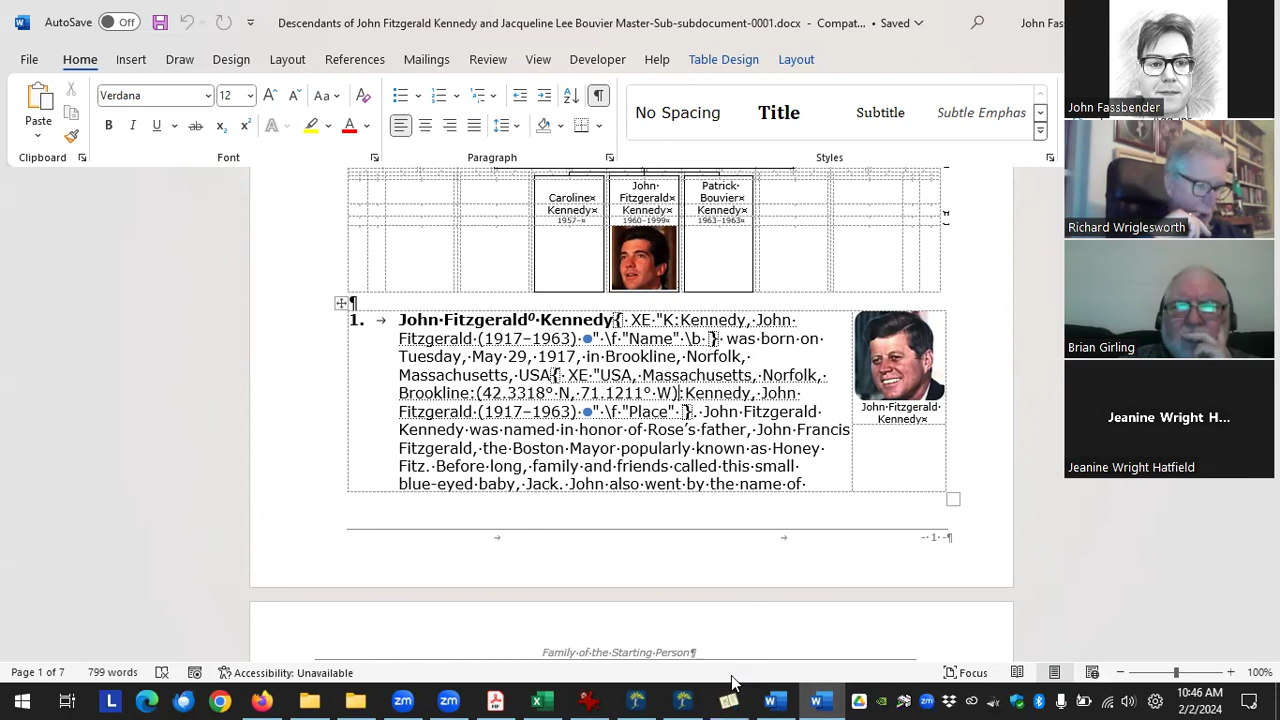 AutoSave Off Descendants of John Fitzgerald Kennedy and Jacqueline Lee Bouvier Master-Sub-subdocument-0001.docx - Compat... • Saved John Fas
File Home Insert Draw Design Layout References Mailings Review View Developer Help Table Design Layout
Paste
Verdana 12 Aa
B I U ab x₂ x² A A
No Spacing Title Subtitle Subtle Emphas
Clipboard Font Paragraph Styles
John Fassbender
Richard Wriglesworth
Brian Girling
Jeanine Wright H...
Jeanine Wright Hatfield
Caroline¤
Kennedy¤
1957–¤
John·
Fitzgerald·
Kennedy¤
1960–1999¤
Patrick·
Bouvier·
Kennedy¤
1963–1963¤
¶
1. → John·Fitzgerald⁰·Kennedy{·XE·"K:Kennedy,·John·
Fitzgerald·(1917–1963)·●"·\f·"Name"·\b·}·was·born·on·
Tuesday,·May·29,·1917,·in·Brookline,·Norfolk,·
Massachusetts,·USA{·XE·"USA,·Massachusetts,·Norfolk,·
Brookline:(42.3318°·N,·71.1211°·W):Kennedy,·John·
Fitzgerald·(1917–1963)·●"·\f·"Place"·}.·John·Fitzgerald·
Kennedy·was·named·in·honor·of·Rose's·father,·John·Francis·
Fitzgerald,·the·Boston·Mayor·popularly·known·as·Honey·
Fitz.·Before·long,·family·and·friends·called·this·small·
blue-eyed·baby,·Jack.·John·also·went·by·the·name·of·
John·Fitzgerald·
Kennedy¤
→ → -·1·-¶
Family·of·the·Starting·Person¶
Page 1 of 7 799 words Accessibility: Unavailable Focus 100%
10:46 AM
2/2/2024